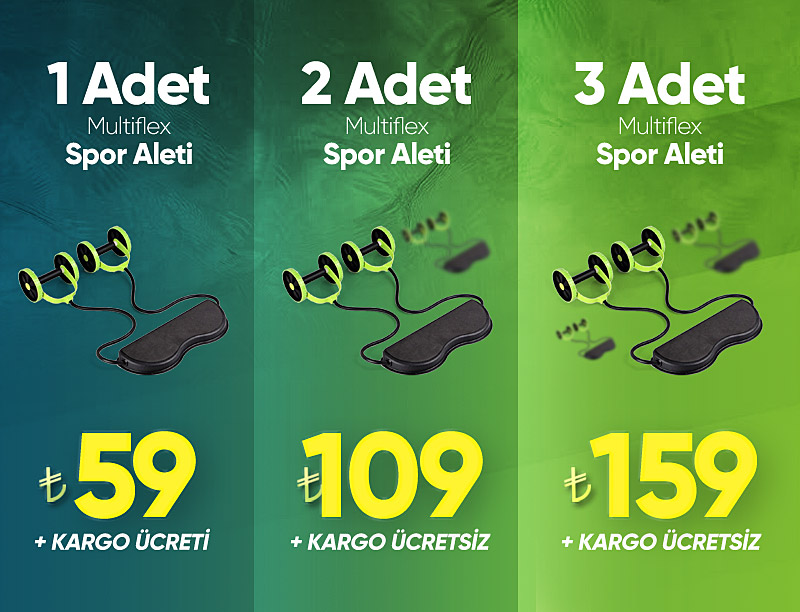 1 Adet
Multiflex
Spor Aleti
₺59
+ KARGO ÜCRETİ
2 Adet
Multiflex
Spor Aleti
₺109
+ KARGO ÜCRETSİZ
3 Adet
Multiflex
Spor Aleti
₺159
+ KARGO ÜCRETSİZ